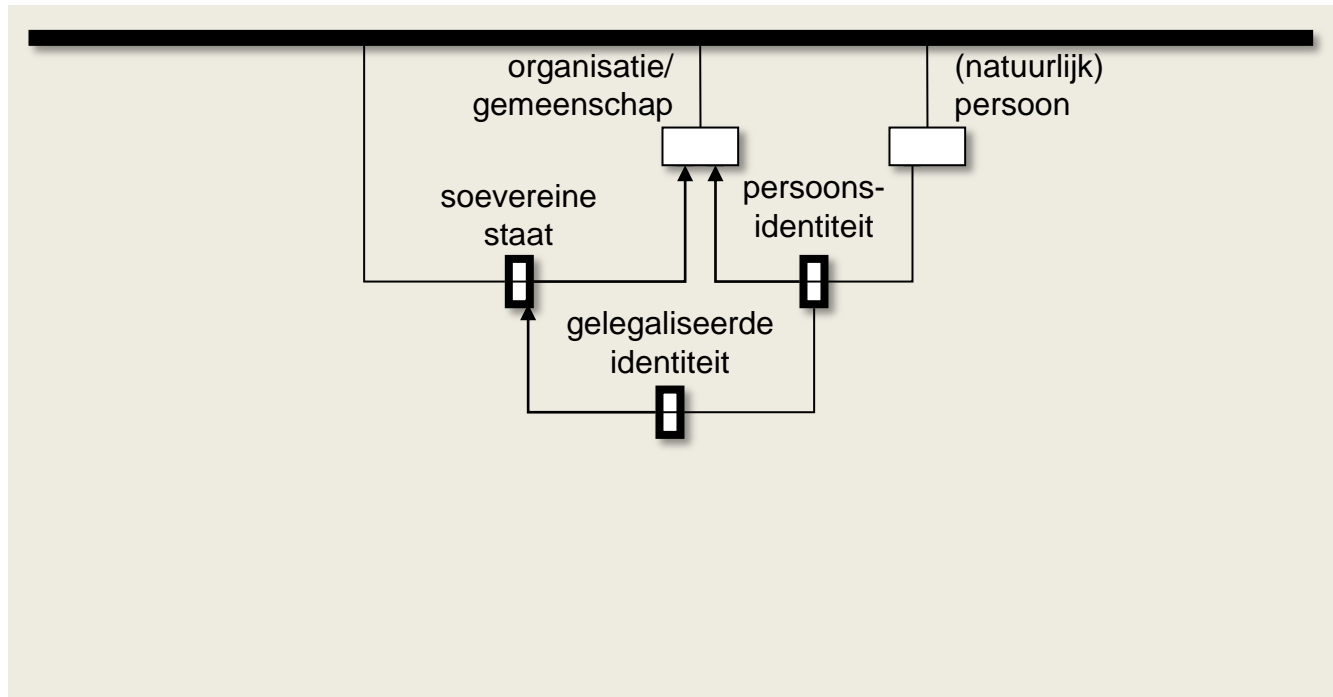 organisatie/
gemeenschap
(natuurlijk)
persoon
soevereine
staat
persoons-
identiteit
gelegaliseerde
identiteit